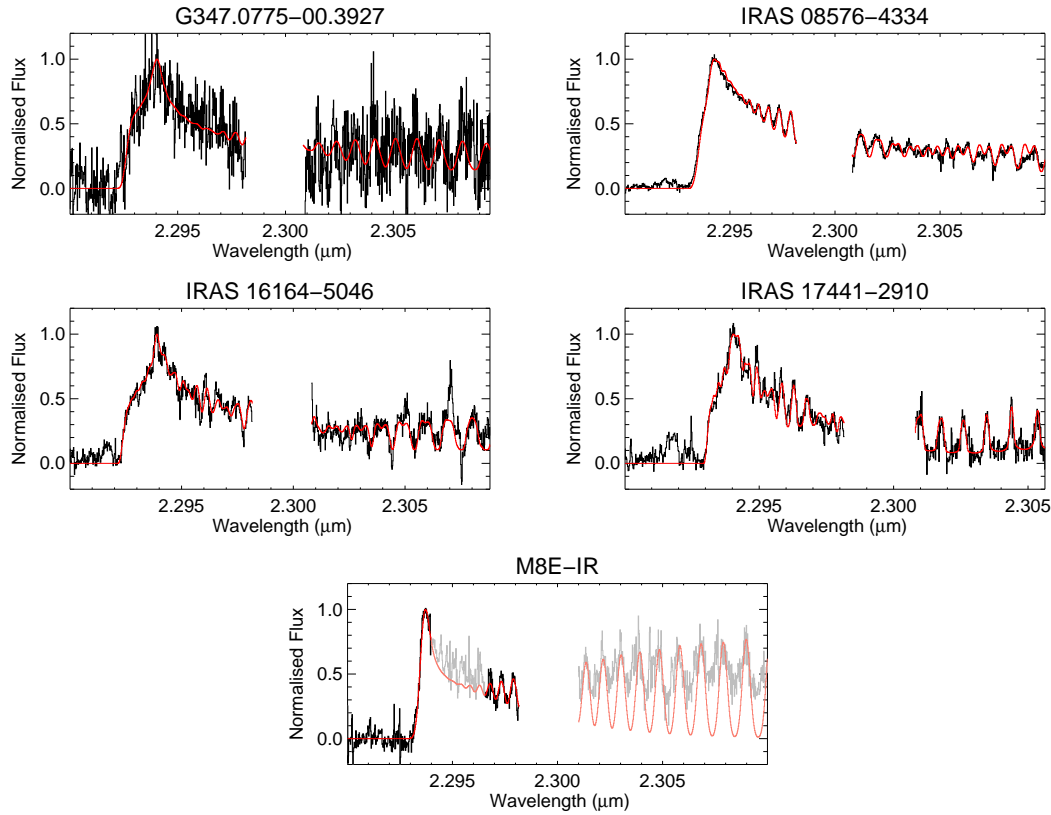 G347.0775−00.3927
Normalised Flux
1.0
0.5
0.0
2.295 2.300 2.305
Wavelength (μm)
IRAS 08576−4334
Normalised Flux
1.0
0.5
0.0
2.295 2.300 2.305
Wavelength (μm)
IRAS 16164−5046
Normalised Flux
1.0
0.5
0.0
2.295 2.300 2.305
Wavelength (μm)
IRAS 17441−2910
Normalised Flux
1.0
0.5
0.0
2.295 2.300 2.305
Wavelength (μm)
M8E−IR
Normalised Flux
1.0
0.5
0.0
2.295 2.300 2.305
Wavelength (μm)